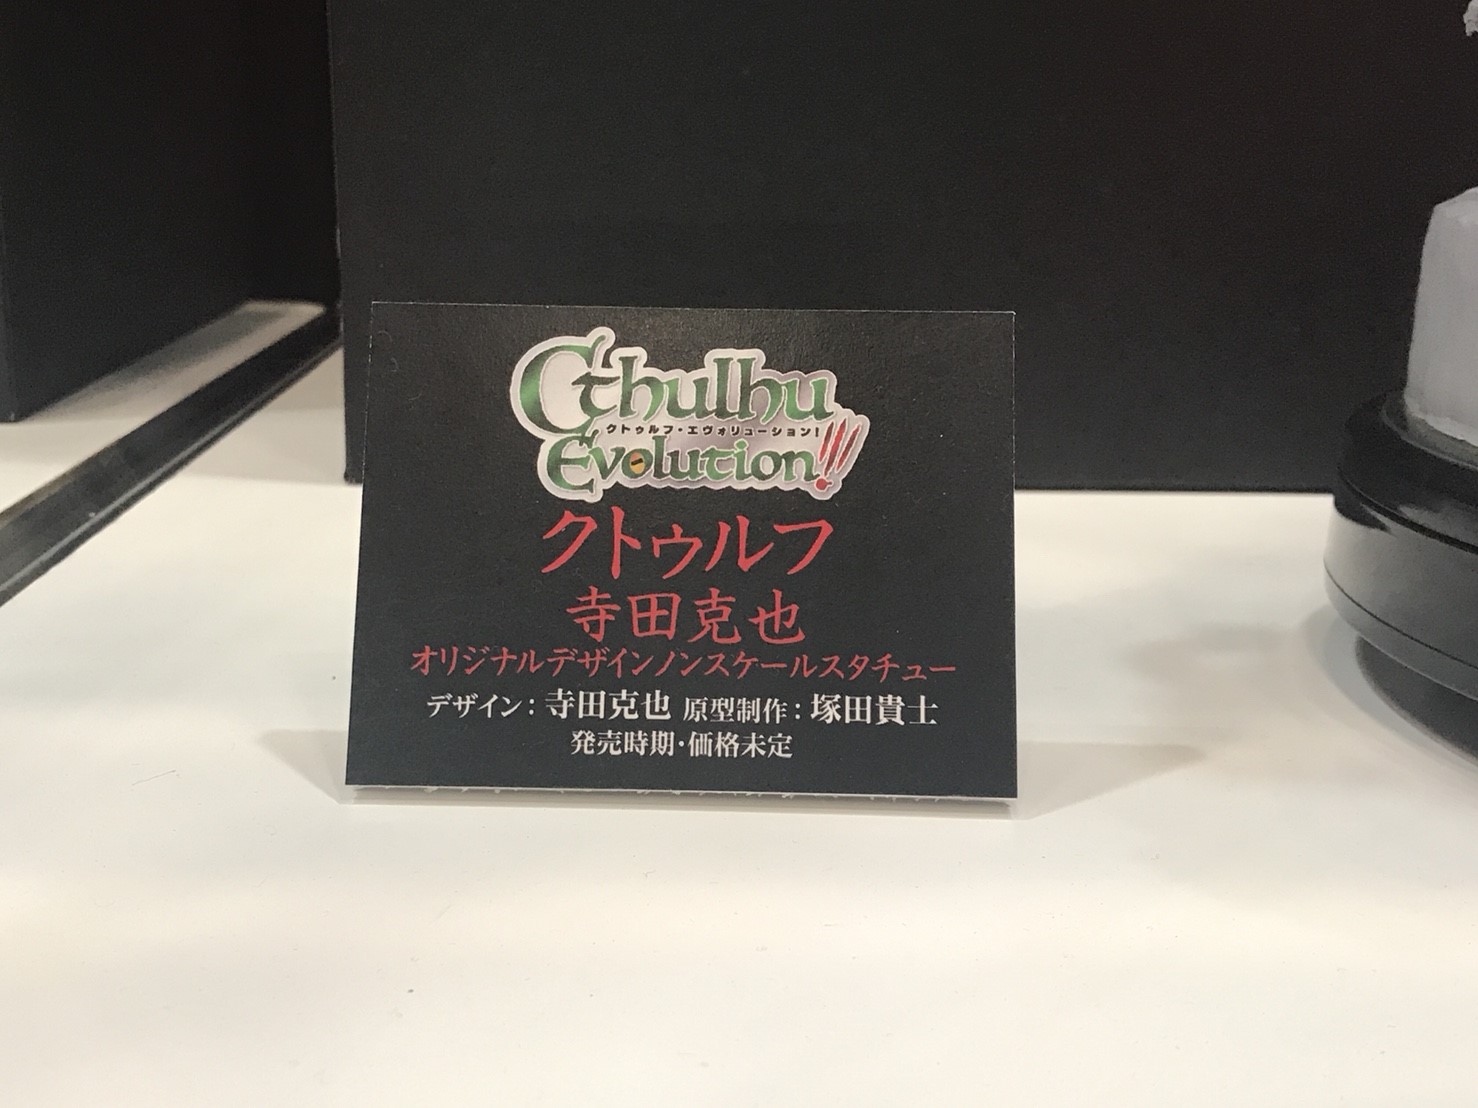 Cthulhu
クトゥルフ・エヴォリューション!
Evolution!!!
クトゥルフ
寺田克也
オリジナルデザインノンスケールスタチュー
デザイン：寺田克也 原型制作：塚田貴士
発売時期・価格未定